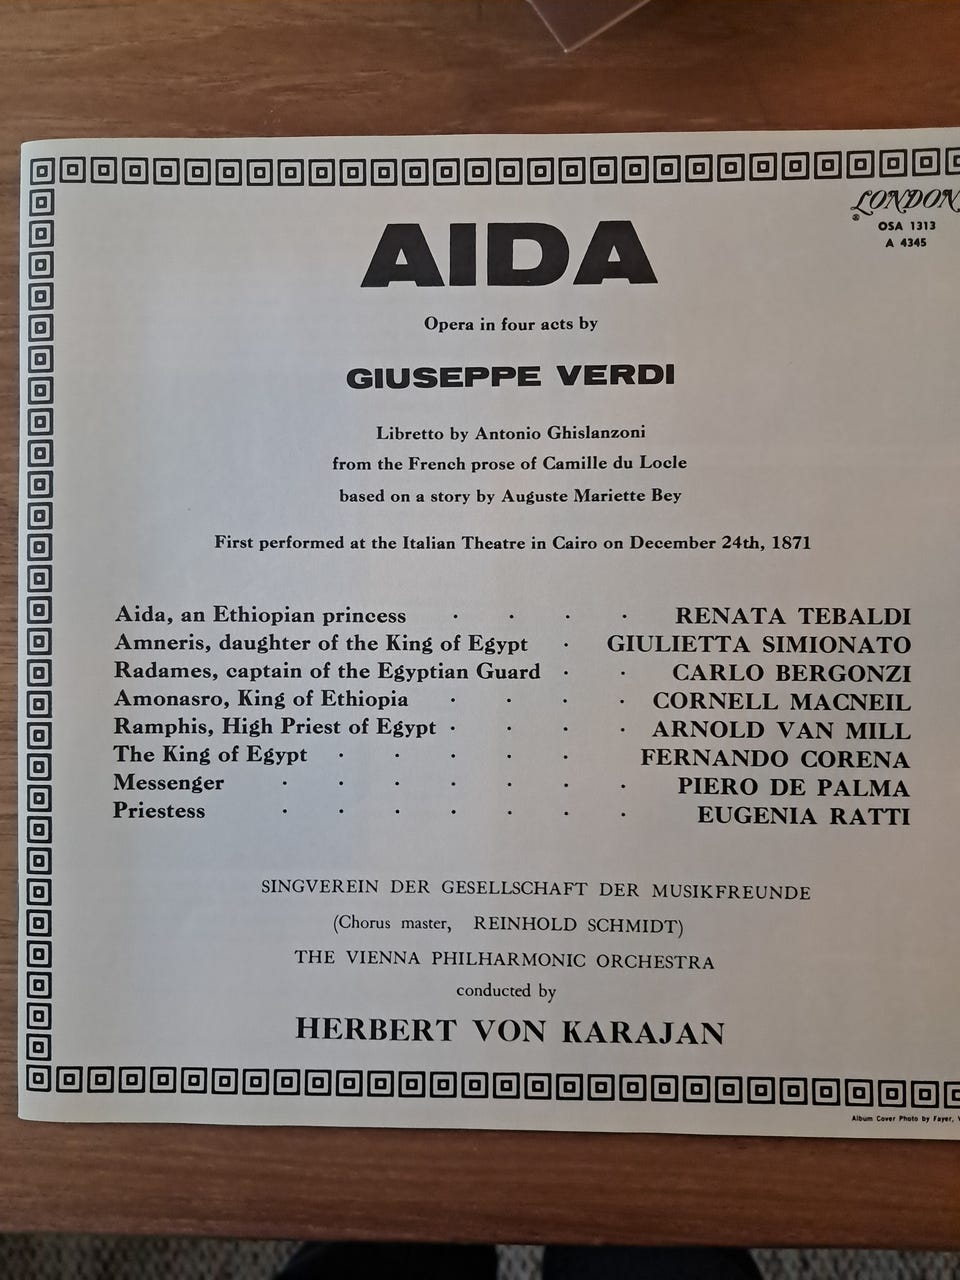 LONDON
®
OSA 1313
A 4345
AIDA
Opera in four acts by
GIUSEPPE VERDI
Libretto by Antonio Ghislanzoni
from the French prose of Camille du Locle
based on a story by Auguste Mariette Bey
First performed at the Italian Theatre in Cairo on December 24th, 1871
Aida, an Ethiopian princess · · · · RENATA TEBALDI
Amneris, daughter of the King of Egypt · GIULIETTA SIMIONATO
Radames, captain of the Egyptian Guard · · CARLO BERGONZI
Amonasro, King of Ethiopia · · · · CORNELL MACNEIL
Ramphis, High Priest of Egypt · · · · ARNOLD VAN MILL
The King of Egypt · · · · · FERNANDO CORENA
Messenger · · · · · · · PIERO DE PALMA
Priestess · · · · · · · EUGENIA RATTI
SINGVEREIN DER GESELLSCHAFT DER MUSIKFREUNDE
(Chorus master, REINHOLD SCHMIDT)
THE VIENNA PHILHARMONIC ORCHESTRA
conducted by
HERBERT VON KARAJAN
Album Cover Photo by Fayer,